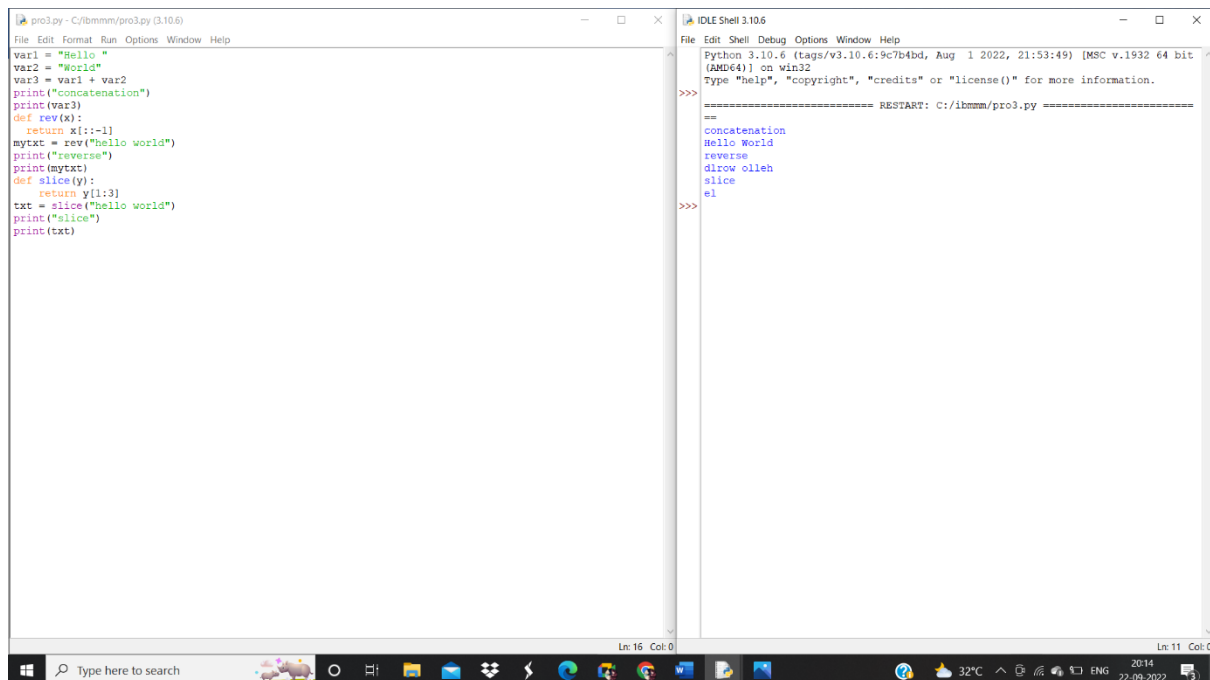 pro3.py - C:/ibmmm/pro3.py (3.10.6)
File Edit Format Run Options Window Help
var1 = "Hello "
var2 = "World"
var3 = var1 + var2
print("concatenation")
print(var3)
def rev(x):
  return x[::-1]
mytxt = rev("hello world")
print("reverse")
print(mytxt)
def slice(y):
    return y[1:3]
txt = slice("hello world")
print("slice")
print(txt)
Ln: 16 Col: 0
IDLE Shell 3.10.6
File Edit Shell Debug Options Window Help
Python 3.10.6 (tags/v3.10.6:9c7b4bd, Aug  1 2022, 21:53:49) [MSC v.1932 64 bit
(AMD64)] on win32
Type "help", "copyright", "credits" or "license()" for more information.
>>>
=========================== RESTART: C:/ibmmm/pro3.py ========================
==
concatenation
Hello World
reverse
dlrow olleh
slice
el
>>>
Ln: 11 Col: 0
Type here to search
32°C
ENG
20:14
22-09-2022
3